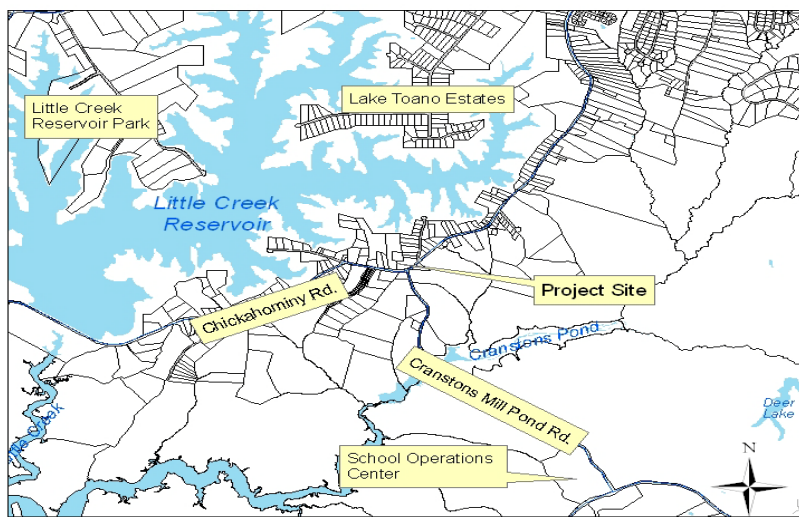 Little Creek
Reservoir Park
Lake Toano Estates
Little Creek
Reservoir
Project Site
Chickahominy Rd.
Cranstons Pond
Cranstons Mill Pond Rd.
Deer
Lake
Creek
School Operations
Center
N